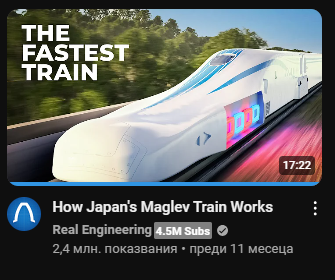 THE
FASTEST
TRAIN
17:22
How Japan's Maglev Train Works
Real Engineering 4.5M Subs
2,4 млн. показвания • преди 11 месеца